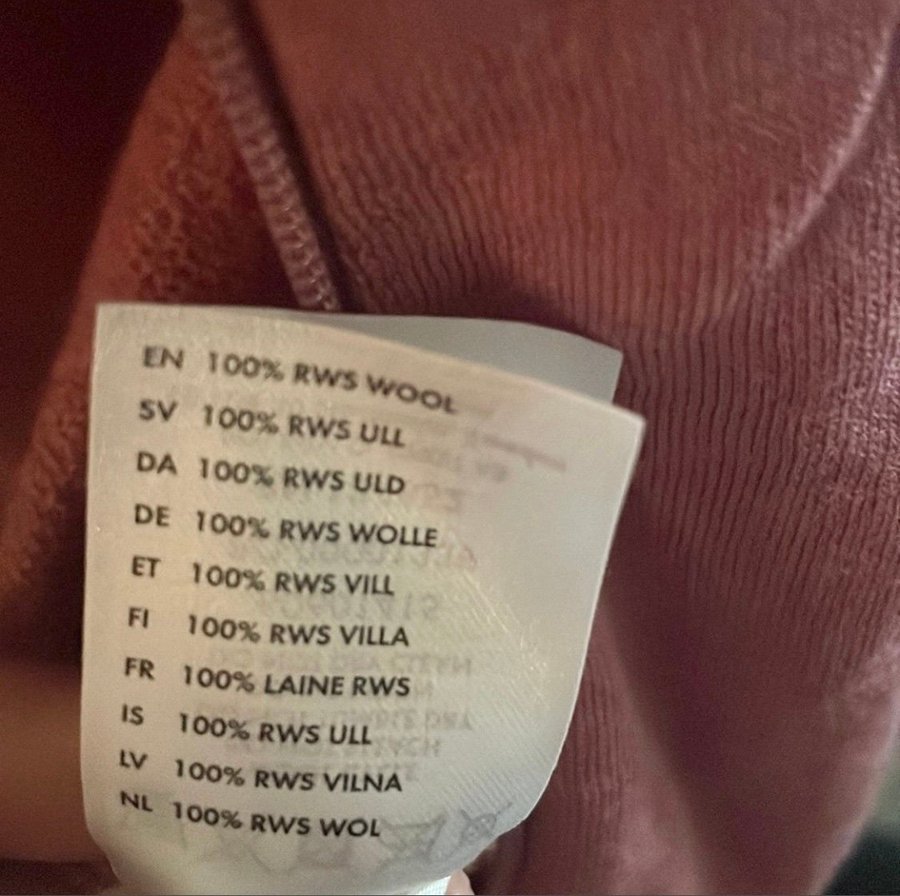 EN 100% RWS WOOL
SV 100% RWS ULL
DA 100% RWS ULD
DE 100% RWS WOLLE
ET 100% RWS VILL
FI 100% RWS VILLA
FR 100% LAINE RWS
IS 100% RWS ULL
LV 100% RWS VILNA
NL 100% RWS WOL